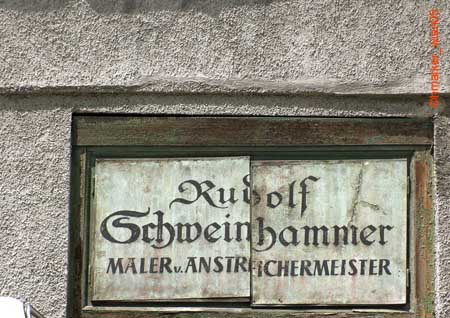 Rudolf
Schweinhammer
MALER u. ANSTREICHERMEISTER